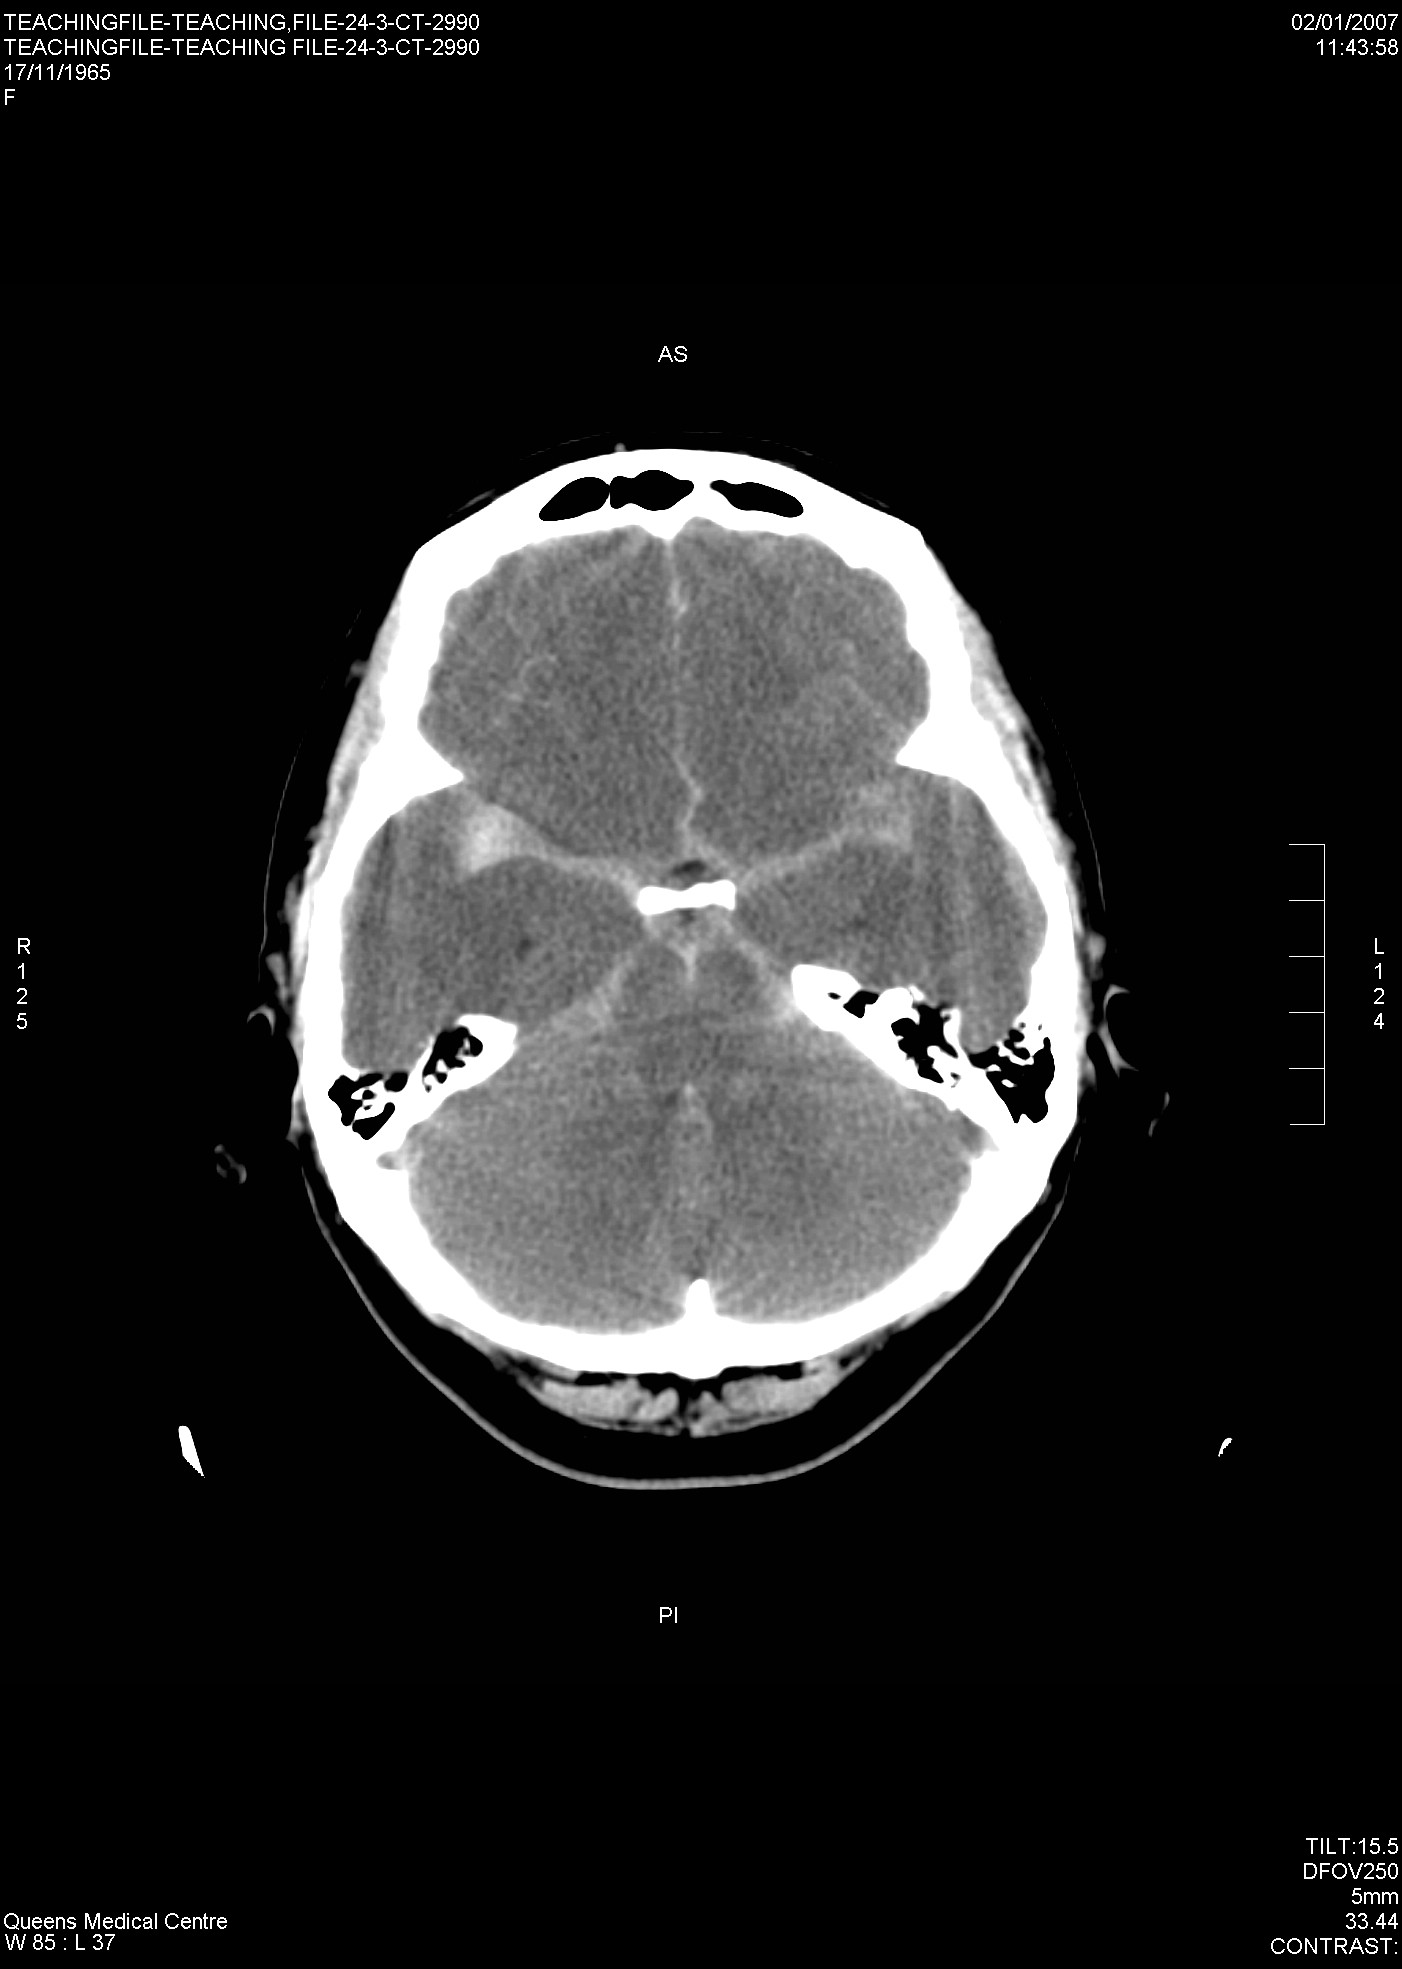 TEACHINGFILE-TEACHING,FILE-24-3-CT-2990
TEACHINGFILE-TEACHING FILE-24-3-CT-2990
17/11/1965
F
02/01/2007
11:43:58
AS
R
1
2
5
L
1
2
4
PI
Queens Medical Centre
W 85 : L 37
TILT:15.5
DFOV250
5mm
33.44
CONTRAST: